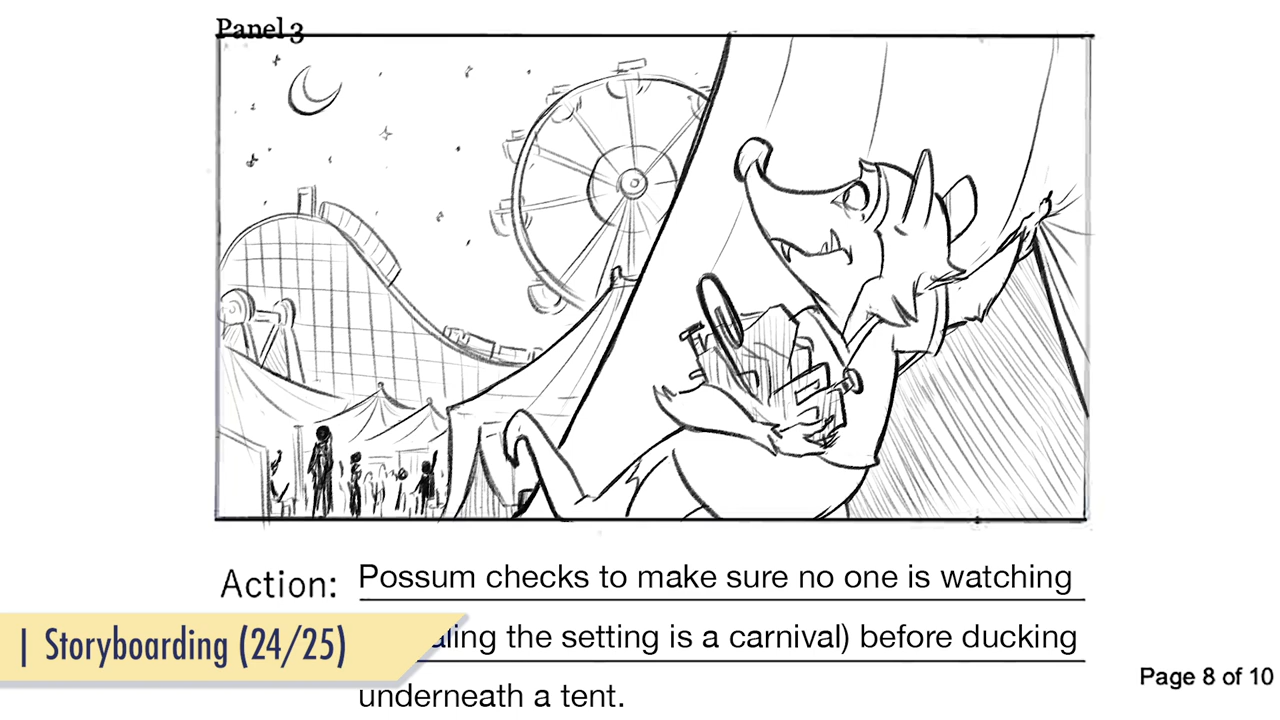 Panel 3
Action: Possum checks to make sure no one is watching
the setting is a carnival) before ducking
underneath a tent.
| Storyboarding (24/25)
Page 8 of 10